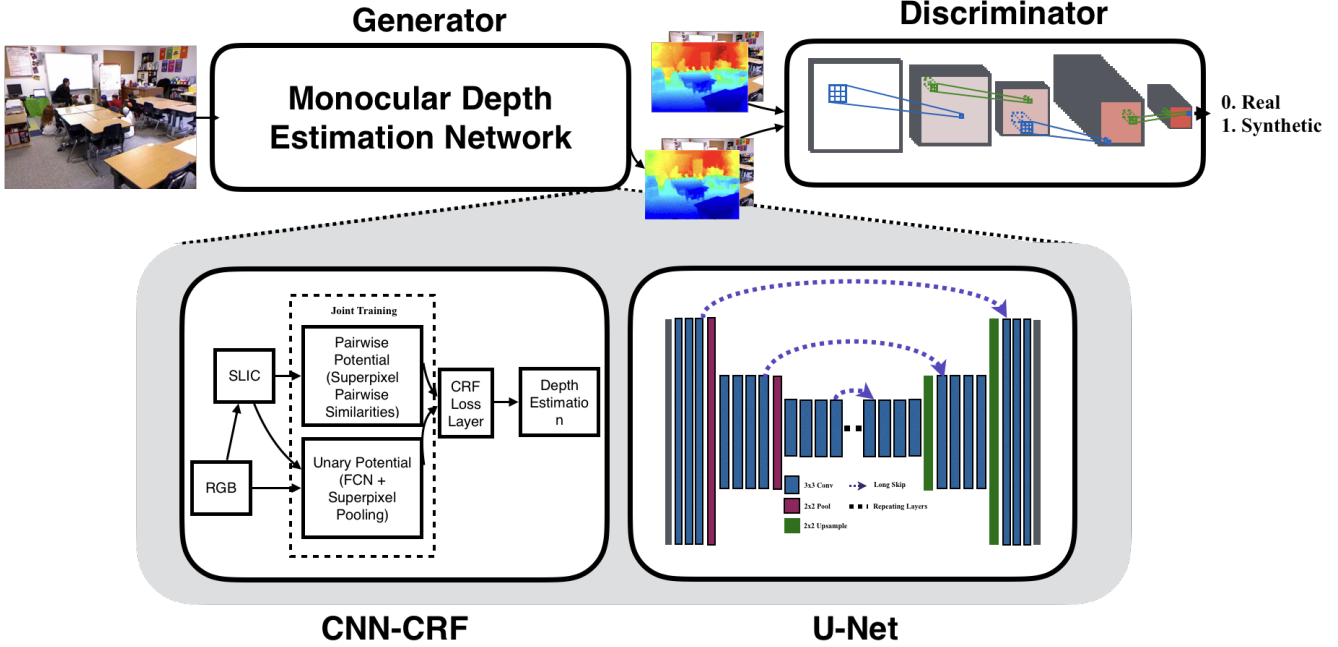 Generator
Discriminator
Monocular Depth
Estimation Network
0. Real
1. Synthetic
Joint Training
Pairwise
Potential
(Superpixel
Pairwise
Similarities)
SLIC
CRF
Loss
Layer
Depth
Estimatio
n
RGB
Unary Potential
(FCN +
Superpixel
Pooling)
3x3 Conv
Long Skip
2x2 Pool
Repeating Layers
2x2 Upsample
CNN-CRF
U-Net